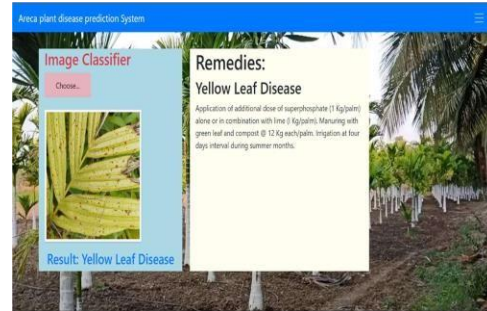 Areca plant disease prediction System
Image Classifier
Choose..
Result: Yellow Leaf Disease
Remedies:
Yellow Leaf Disease
Application of additional dose of superphosphate (1 Kg/palm)
alone or in combination with lime (l Kg/palm). Manuring with
green leaf and compost @ 12 Kg each/palm. Irrigation at four
days interval during summer months.